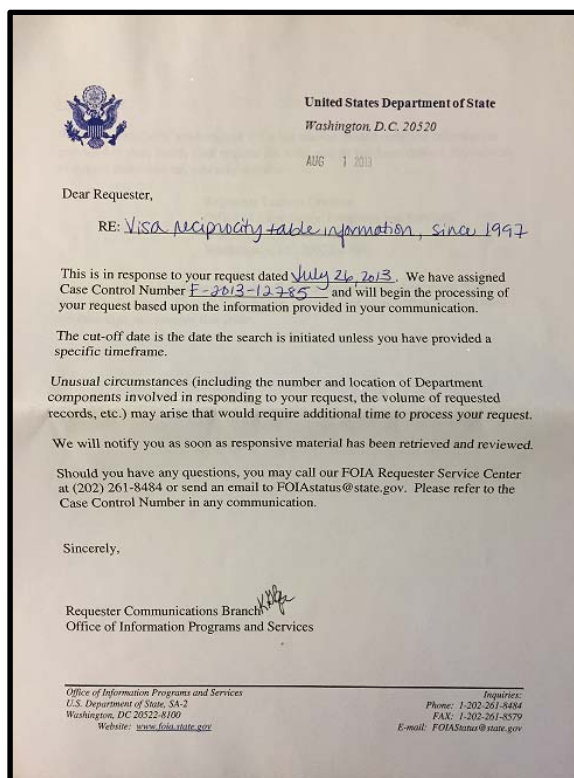 United States Department of State
Washington, D.C. 20520
AUG 1 2013
Dear Requester,
RE: Visa reciprocity table information, since 1997
This is in response to your request dated July 26, 2013. We have assigned
Case Control Number F-2013-12785 and will begin the processing of
your request based upon the information provided in your communication.
The cut-off date is the date the search is initiated unless you have provided a
specific timeframe.
Unusual circumstances (including the number and location of Department
components involved in responding to your request, the volume of requested
records, etc.) may arise that would require additional time to process your request.
We will notify you as soon as responsive material has been retrieved and reviewed.
Should you have any questions, you may call our FOIA Requester Service Center
at (202) 261-8484 or send an email to FOIAstatus@state.gov. Please refer to the
Case Control Number in any communication.
Sincerely,
Requester Communications Branch
Office of Information Programs and Services
Office of Information Programs and Services
U.S. Department of State, SA-2
Washington, DC 20522-8100
Website: www.foia.state.gov
Inquiries:
Phone: 1-202-261-8484
FAX: 1-202-261-8579
E-mail: FOIAStatus@state.gov